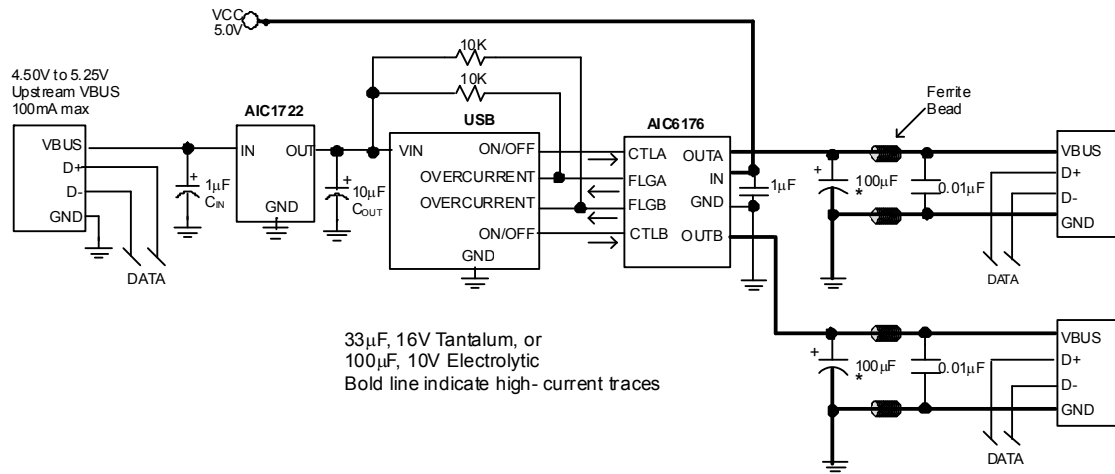 VCC
5.0V
10K
10K
4.50V to 5.25V
Upstream VBUS
100mA max
AIC1722
USB
AIC6176
Ferrite
Bead
VBUS
D+
D-
GND
DATA
+
1µF
CIN
IN
OUT
GND
+
10µF
COUT
VIN
ON/OFF
OVERCURRENT
OVERCURRENT
ON/OFF
GND
CTLA
FLGA
FLGB
CTLB
OUTA
IN
GND
OUTB
1µF
+
100µF
*
0.01µF
VBUS
D+
D-
GND
DATA
+
100µF
*
0.01µF
VBUS
D+
D-
GND
DATA
33µF, 16V Tantalum, or
100µF, 10V Electrolytic
Bold line indicate high- current traces